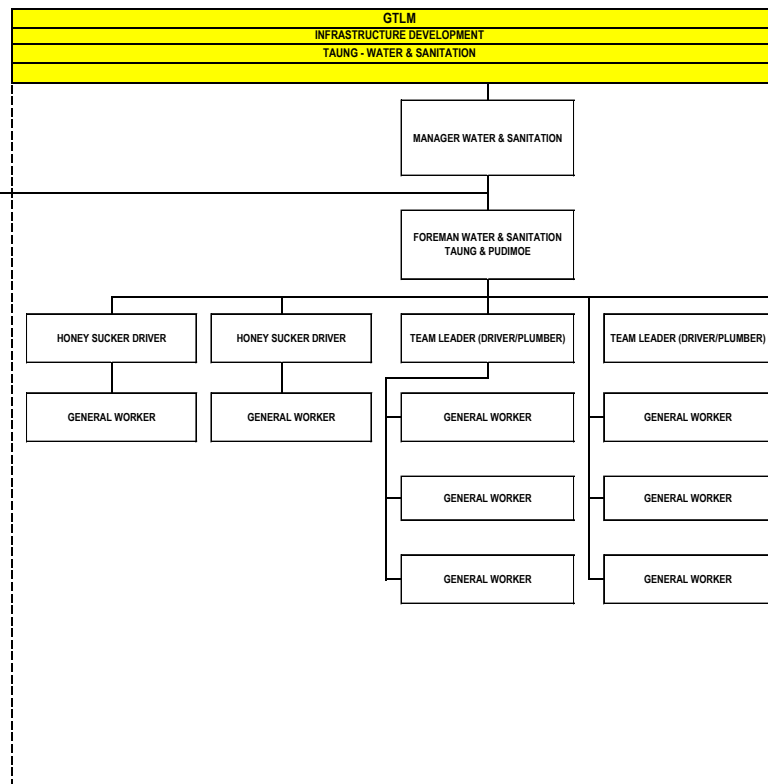 GTLM
INFRASTRUCTURE DEVELOPMENT
TAUNG - WATER & SANITATION
MANAGER WATER & SANITATION
FOREMAN WATER & SANITATION
TAUNG & PUDIMOE
HONEY SUCKER DRIVER
HONEY SUCKER DRIVER
TEAM LEADER (DRIVER/PLUMBER)
TEAM LEADER (DRIVER/PLUMBER)
GENERAL WORKER
GENERAL WORKER
GENERAL WORKER
GENERAL WORKER
GENERAL WORKER
GENERAL WORKER
GENERAL WORKER
GENERAL WORKER